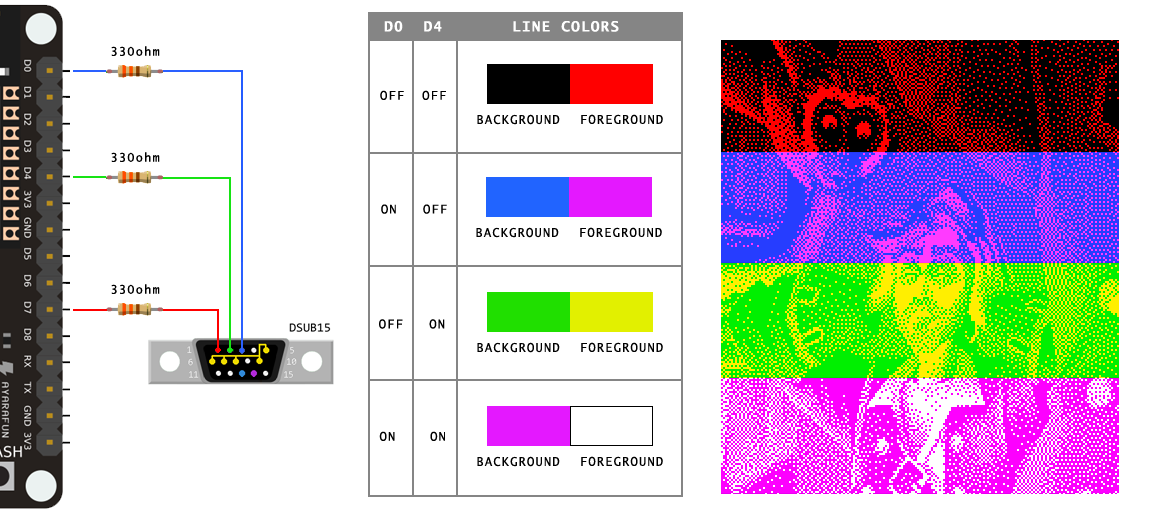 D0
D1
D2
D3
D4
3V3
GND
D5
D6
D7
D8
RX
TX
GND
3V3
AYARAFUN
ASH
330ohm
330ohm
330ohm
DSUB15
1
5
6
10
11
15
D0 D4 LINE COLORS
OFF OFF
BACKGROUND FOREGROUND
ON OFF
BACKGROUND FOREGROUND
OFF ON
BACKGROUND FOREGROUND
ON ON
BACKGROUND FOREGROUND